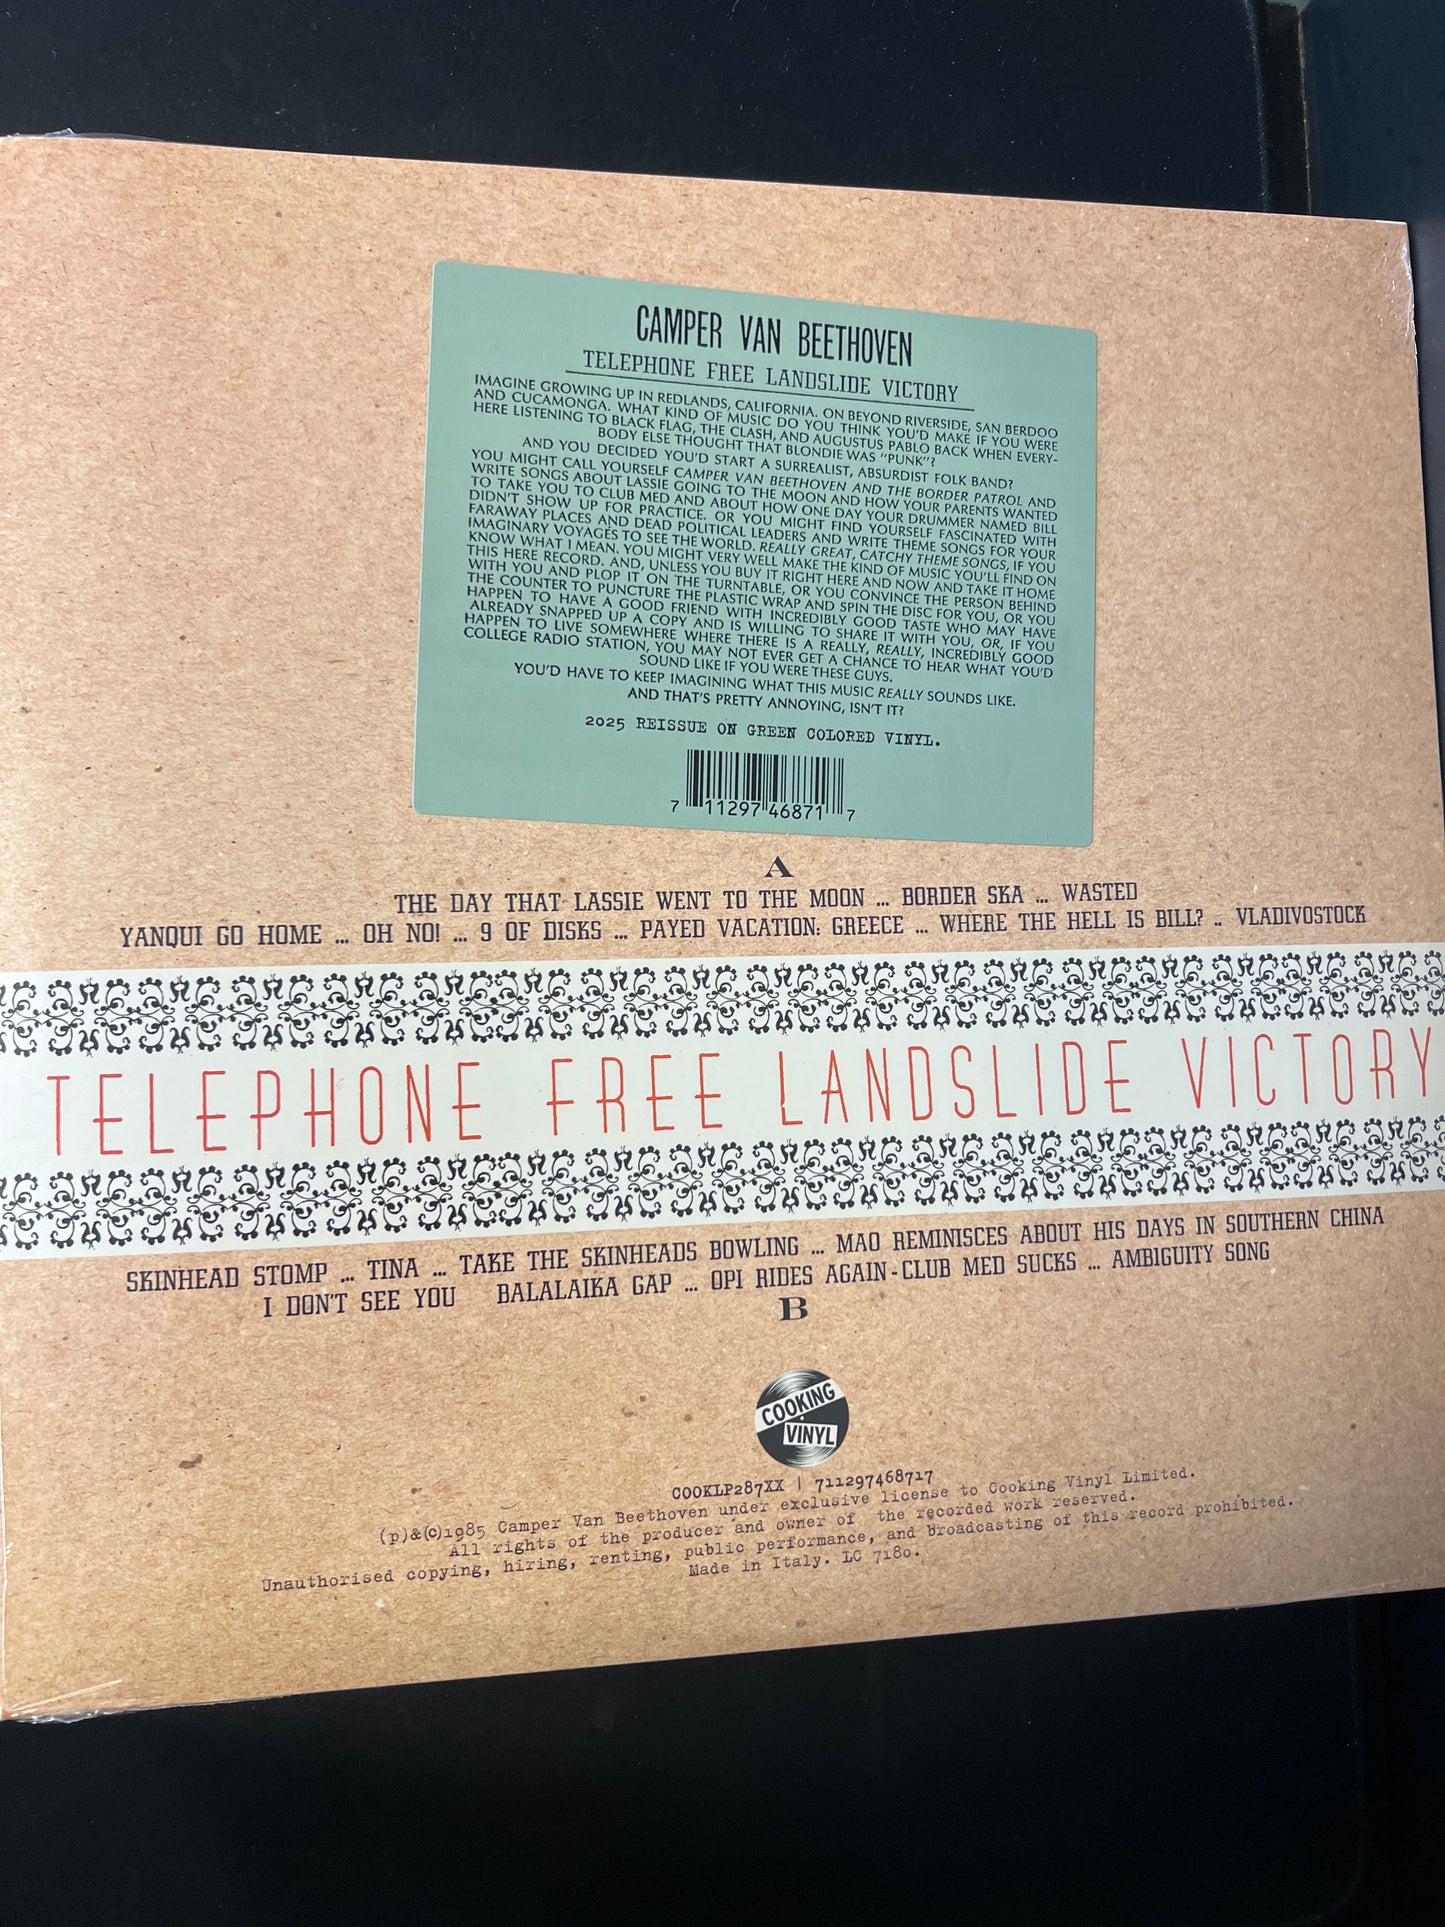 CAMPER VAN BEETHOVEN
TELEPHONE FREE LANDSLIDE VICTORY
IMAGINE GROWING UP IN REDLANDS, CALIFORNIA. ON BEYOND RIVERSIDE, SAN BERDOO
AND CUCAMONGA. WHAT KIND OF MUSIC DO YOU THINK YOU'D MAKE IF YOU WERE
HERE LISTENING TO BLACK FLAG, THE CLASH, AND AUGUSTUS PABLO BACK WHEN EVERY-
BODY ELSE THOUGHT THAT BLONDIE WAS "PUNK"?
AND YOU DECIDED YOU'D START A SURREALIST, ABSURDIST FOLK BAND?
YOU MIGHT CALL YOURSELF CAMPER VAN BEETHOVEN AND THE BORDER PATROL AND
WRITE SONGS ABOUT LASSIE GOING TO THE MOON AND HOW YOUR PARENTS WANTED
TO TAKE YOU TO CLUB MED AND ABOUT HOW ONE DAY YOUR DRUMMER NAMED BILL
DIDN'T SHOW UP FOR PRACTICE. OR YOU MIGHT FIND YOURSELF FASCINATED WITH
FARAWAY PLACES AND DEAD POLITICAL LEADERS AND WRITE THEME SONGS FOR YOUR
IMAGINARY VOYAGES TO SEE THE WORLD. REALLY GREAT, CATCHY THEME SONGS, IF YOU
KNOW WHAT I MEAN. YOU MIGHT VERY WELL MAKE THE KIND OF MUSIC YOU'LL FIND ON
THIS HERE RECORD. AND, UNLESS YOU BUY IT RIGHT HERE AND NOW AND TAKE IT HOME
WITH YOU AND PLOP IT ON THE TURNTABLE, OR YOU CONVINCE THE PERSON BEHIND
THE COUNTER TO PUNCTURE THE PLASTIC WRAP AND SPIN THE DISC FOR YOU, OR YOU
HAPPEN TO HAVE A GOOD FRIEND WITH INCREDIBLY GOOD TASTE WHO MAY HAVE
ALREADY SNAPPED UP A COPY AND IS WILLING TO SHARE IT WITH YOU, OR, IF YOU
HAPPEN TO LIVE SOMEWHERE WHERE THERE IS A REALLY, REALLY, INCREDIBLY GOOD
COLLEGE RADIO STATION, YOU MAY NOT EVER GET A CHANCE TO HEAR WHAT YOU'D
SOUND LIKE IF YOU WERE THESE GUYS.
YOU'D HAVE TO KEEP IMAGINING WHAT THIS MUSIC REALLY SOUNDS LIKE.
AND THAT'S PRETTY ANNOYING, ISN'T IT?
2025 REISSUE ON GREEN COLORED VINYL.
7 11297 46871 7
A
THE DAY THAT LASSIE WENT TO THE MOON ... BORDER SKA ... WASTED
YANQUI GO HOME ... OH NO! ... 9 OF DISKS ... PAYED VACATION: GREECE ... WHERE THE HELL IS BILL? .. VLADIVOSTOCK
TELEPHONE FREE LANDSLIDE VICTORY
SKINHEAD STOMP ... TINA ... TAKE THE SKINHEADS BOWLING ... MAO REMINISCES ABOUT HIS DAYS IN SOUTHERN CHINA
I DON'T SEE YOU BALALAIKA GAP ... OPI RIDES AGAIN-CLUB MED SUCKS ... AMBIGUITY SONG
B
COOKING
VINYL
COOKLP287XX | 711297468717
(p)&(c)1985 Camper Van Beethoven under exclusive license to Cooking Vinyl Limited.
All rights of the producer and owner of the recorded work reserved.
Unauthorised copying, hiring, renting, public performance, and broadcasting of this record prohibited.
Made in Italy. LC 7180.